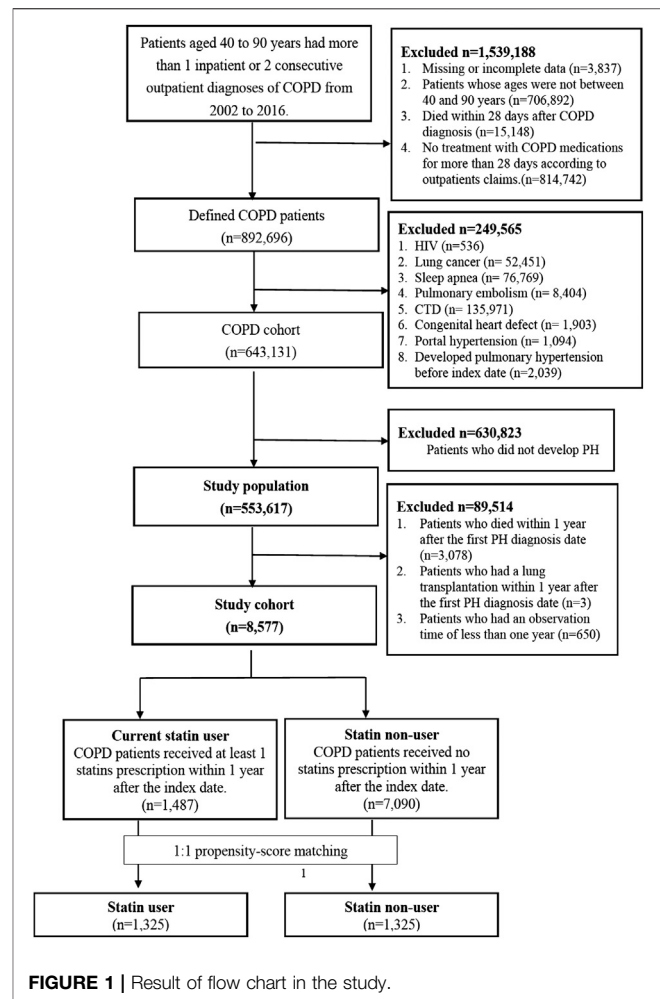 Patients aged 40 to 90 years had more
than 1 inpatient or 2 consecutive
outpatient diagnoses of COPD from
2002 to 2016.
Excluded n=1,539,188
1. Missing or incomplete data (n=3,837)
2. Patients whose ages were not between
40 and 90 years (n=706,892)
3. Died within 28 days after COPD
diagnosis (n=15,148)
4. No treatment with COPD medications
for more than 28 days according to
outpatients claims.(n=814,742)
Defined COPD patients
(n=892,696)
Excluded n=249,565
1. HIV (n=536)
2. Lung cancer (n= 52,451)
3. Sleep apnea (n= 76,769)
4. Pulmonary embolism (n= 8,404)
5. CTD (n= 135,971)
6. Congenital heart defect (n= 1,903)
7. Portal hypertension (n= 1,094)
8. Developed pulmonary hypertension
before index date (n=2,039)
COPD cohort
(n=643,131)
Excluded n=630,823
Patients who did not develop PH
Study population
(n=553,617)
Excluded n=89,514
1. Patients who died within 1 year
after the first PH diagnosis date
(n=3,078)
2. Patients who had a lung
transplantation within 1 year after
the first PH diagnosis date (n=3)
3. Patients who had an observation
time of less than one year (n=650)
Study cohort
(n=8,577)
Current statin user
COPD patients received at least 1
statins prescription within 1 year
after the index date.
(n=1,487)
Statin non-user
COPD patients received no
statins prescription within 1 year
after the index date.
(n=7,090)
1:1 propensity-score matching
1
Statin user
(n=1,325)
Statin non-user
(n=1,325)
FIGURE 1 | Result of flow chart in the study.